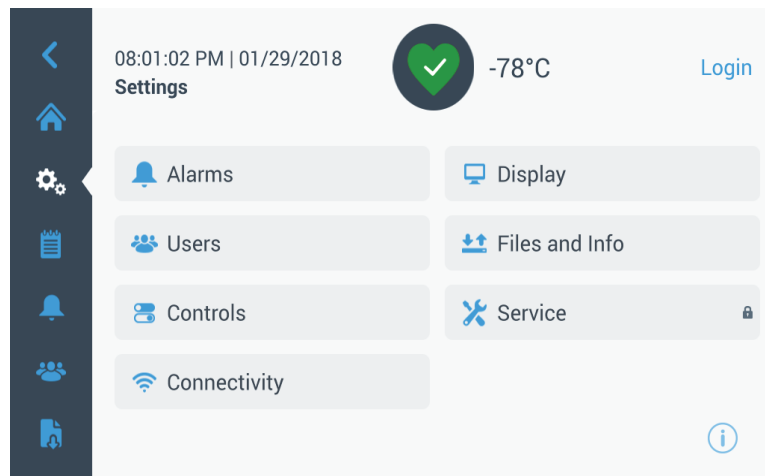 08:01:02 PM | 01/29/2018
Settings
-78°C
Login
Alarms
Display
Users
Files and Info
Controls
Service
Connectivity